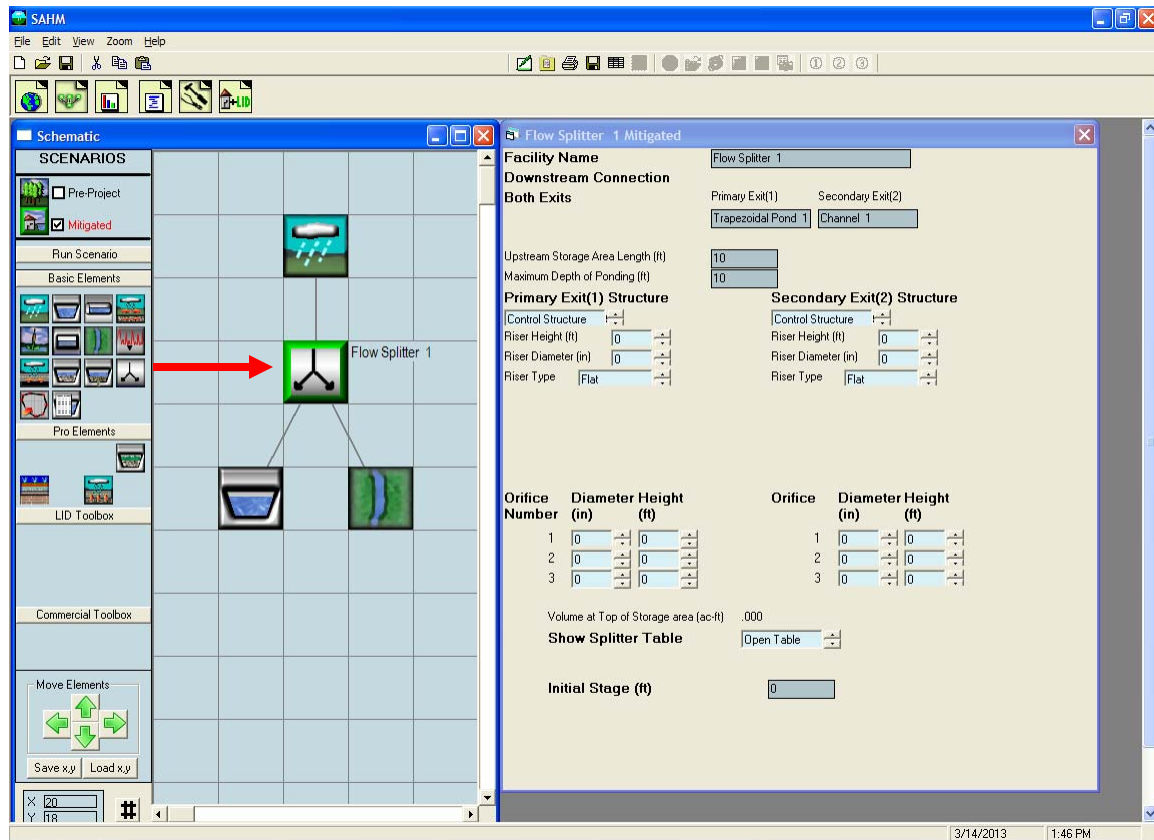 SAHM
File Edit View Zoom Help
Schematic
SCENARIOS
Pre-Project
Mitigated
Run Scenario
Basic Elements
Pro Elements
LID Toolbox
Commercial Toolbox
Move Elements
Save x,y Load x,y
X 20
Y 18
#
+LID
Flow Splitter 1
Flow Splitter 1 Mitigated
Facility Name Flow Splitter 1
Downstream Connection
Both Exits Primary Exit(1) Secondary Exit(2)
Trapezoidal Pond 1 Channel 1
Upstream Storage Area Length (ft) 10
Maximum Depth of Ponding (ft) 10
Primary Exit(1) Structure Secondary Exit(2) Structure
Control Structure Control Structure
Riser Height (ft) 0 Riser Height (ft) 0
Riser Diameter (in) 0 Riser Diameter (in) 0
Riser Type Flat Riser Type Flat
Orifice Diameter Height Orifice Diameter Height
Number (in) (ft) (in) (ft)
1 0 0 1 0 0
2 0 0 2 0 0
3 0 0 3 0 0
Volume at Top of Storage area (ac-ft) .000
Show Splitter Table Open Table
Initial Stage (ft) 0
3/14/2013 1:46 PM